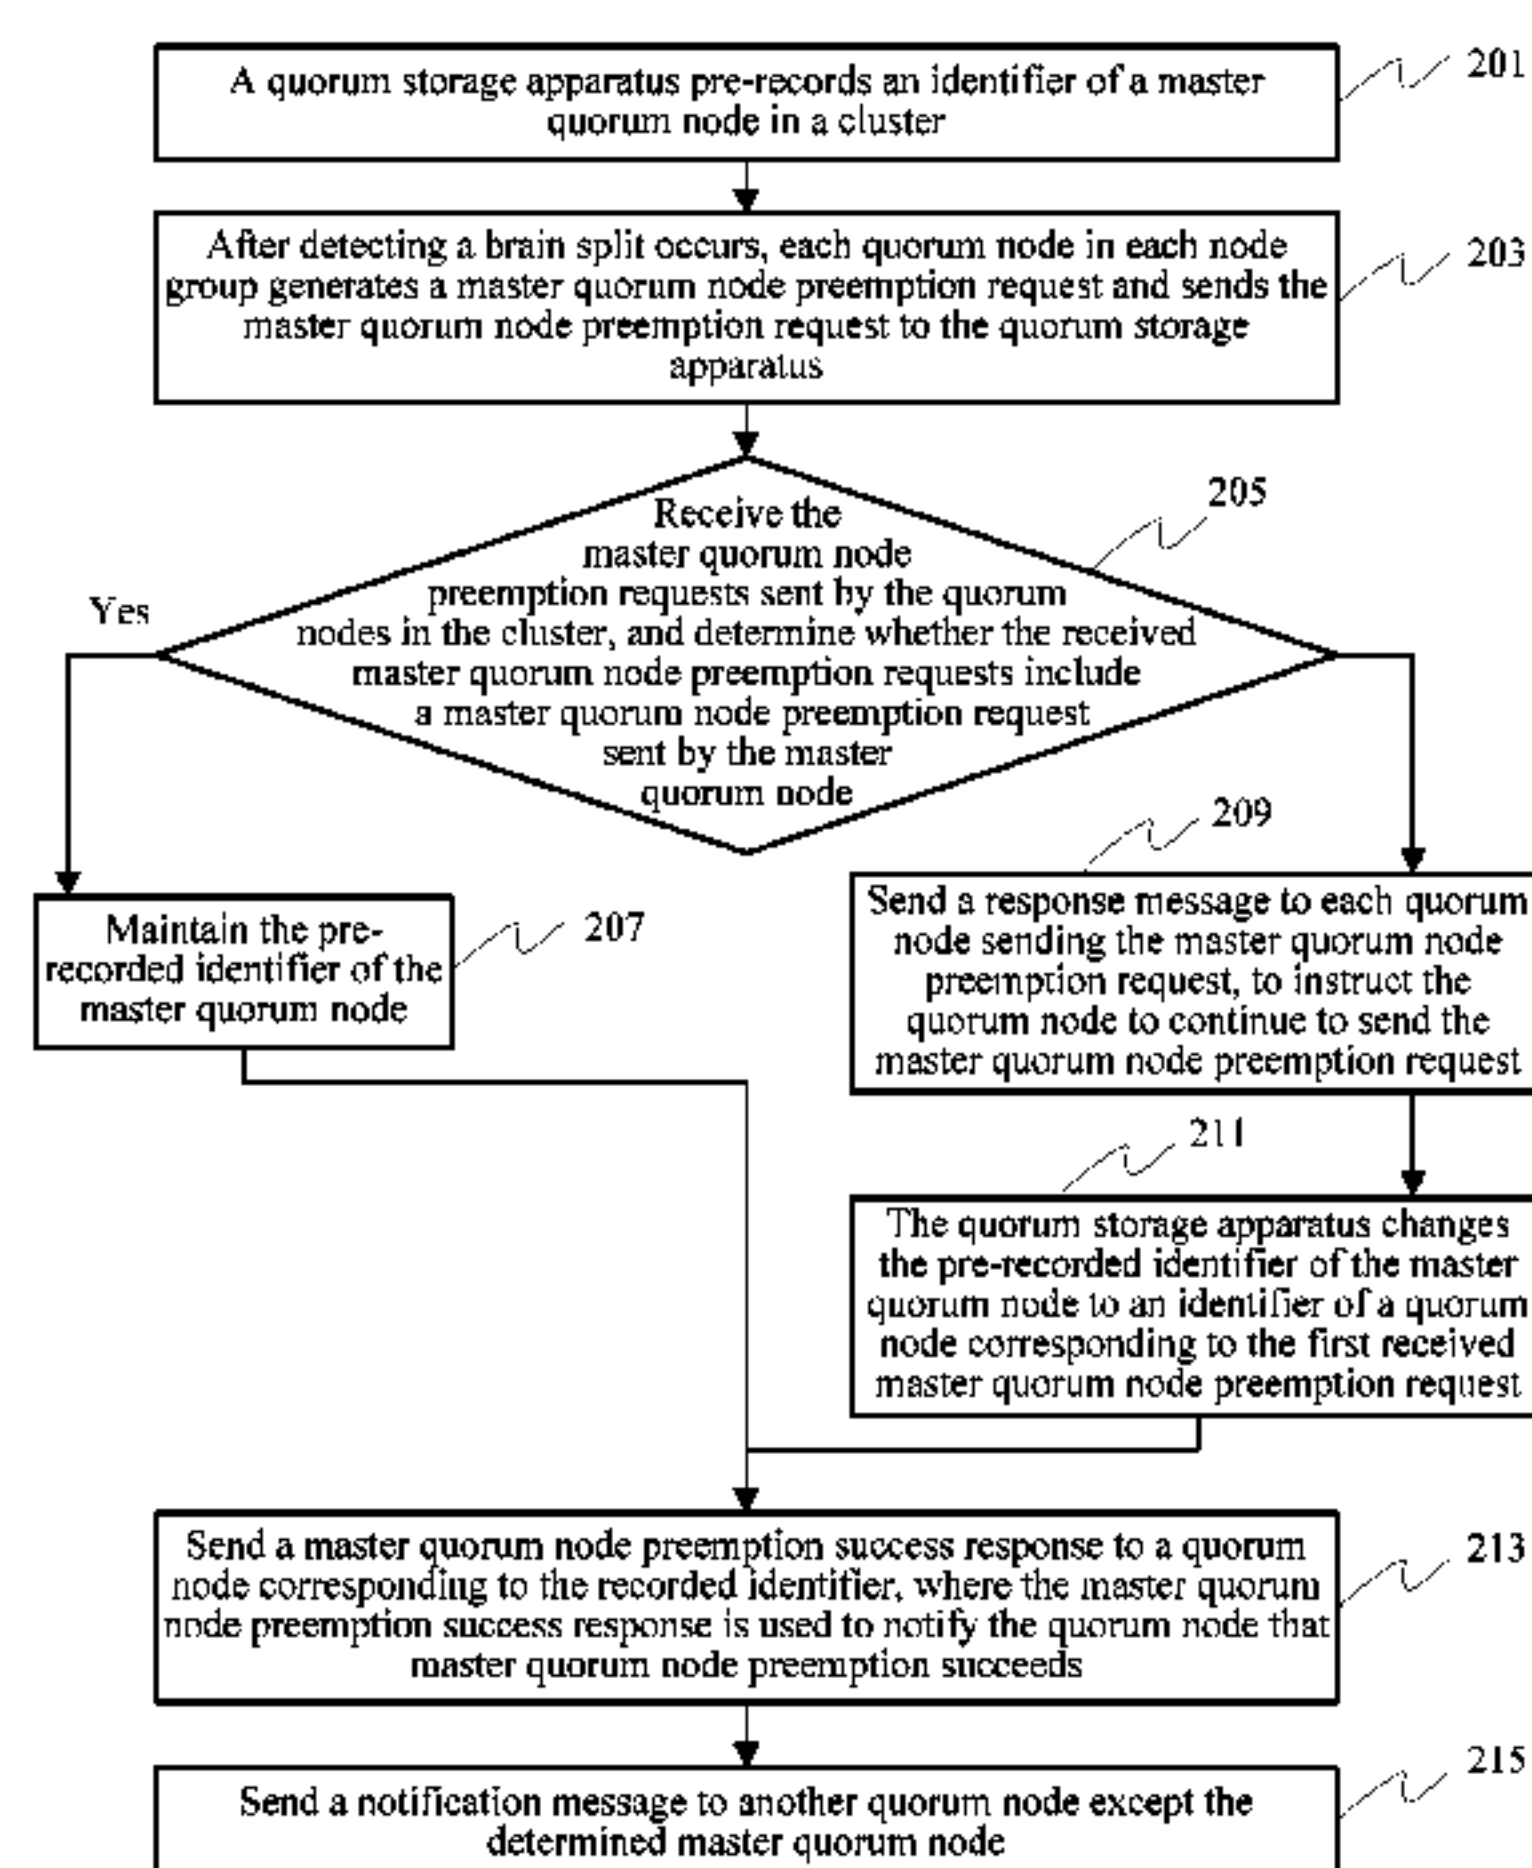 201
A quorum storage apparatus pre-records an identifier of a master
quorum node in a cluster
203
After detecting a brain split occurs, each quorum node in each node
group generates a master quorum node preemption request and sends the
master quorum node preemption request to the quorum storage
apparatus
205
Receive the
master quorum node
preemption requests sent by the quorum
nodes in the cluster, and determine whether the received
master quorum node preemption requests include
a master quorum node preemption request
sent by the master
quorum node
Yes
207
Maintain the pre-
recorded identifier of the
master quorum node
209
Send a response message to each quorum
node sending the master quorum node
preemption request, to instruct the
quorum node to continue to send the
master quorum node preemption request
211
The quorum storage apparatus changes
the pre-recorded identifier of the master
quorum node to an identifier of a quorum
node corresponding to the first received
master quorum node preemption request
213
Send a master quorum node preemption success response to a quorum
node corresponding to the recorded identifier, where the master quorum
node preemption success response is used to notify the quorum node that
master quorum node preemption succeeds
215
Send a notification message to another quorum node except the
determined master quorum node